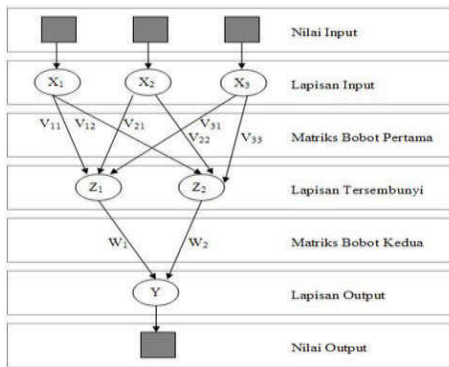 Nilai Input
X1 X2 X3
Lapisan Input
V11 V12 V21 V22 V31 V33
Matriks Bobot Pertama
Z1 Z2
Lapisan Tersembunyi
W1 W2
Matriks Bobot Kedua
Y
Lapisan Output
Nilai Output